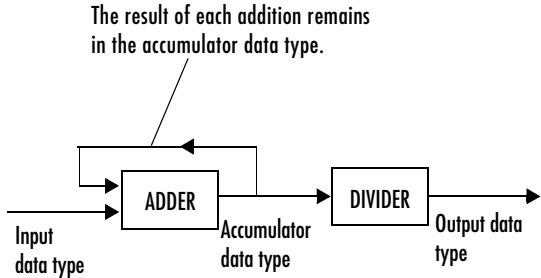 The result of each addition remains
in the accumulator data type.
ADDER
DIVIDER
Input
data type
Accumulator
data type
Output data
type